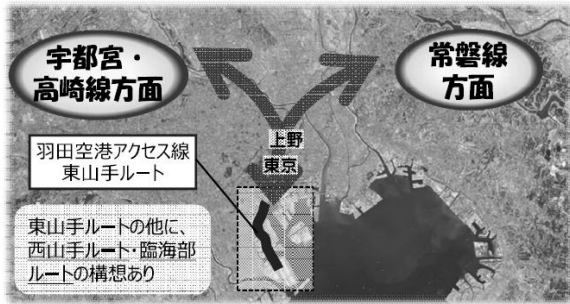 宇都宮・
高崎線方面
常磐線
方面
上野
東京
羽田空港アクセス線
東山手ルート
東山手ルートの他に、
西山手ルート・臨海部
ルートの構想あり